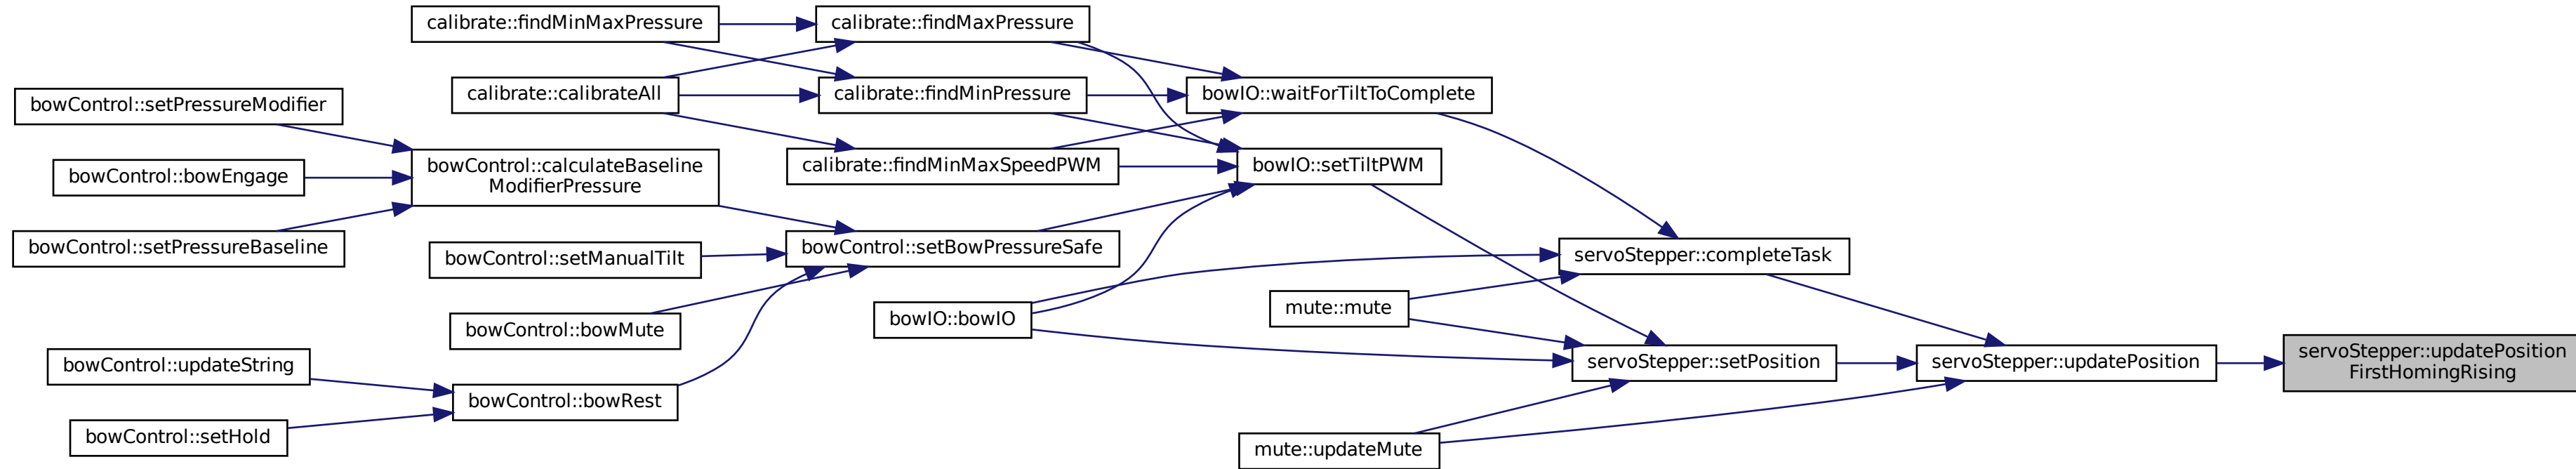 calibrate::findMinMaxPressure
calibrate::findMaxPressure
calibrate::calibrateAll
calibrate::findMinPressure
bowIO::waitForTiltToComplete
bowControl::setPressureModifier
bowControl::calculateBaseline
ModifierPressure
calibrate::findMinMaxSpeedPWM
bowIO::setTiltPWM
bowControl::bowEngage
bowControl::setPressureBaseline
bowControl::setManualTilt
bowControl::setBowPressureSafe
servoStepper::completeTask
bowControl::bowMute
bowIO::bowIO
mute::mute
bowControl::updateString
servoStepper::setPosition
servoStepper::updatePosition
servoStepper::updatePosition
FirstHomingRising
bowControl::bowRest
bowControl::setHold
mute::updateMute